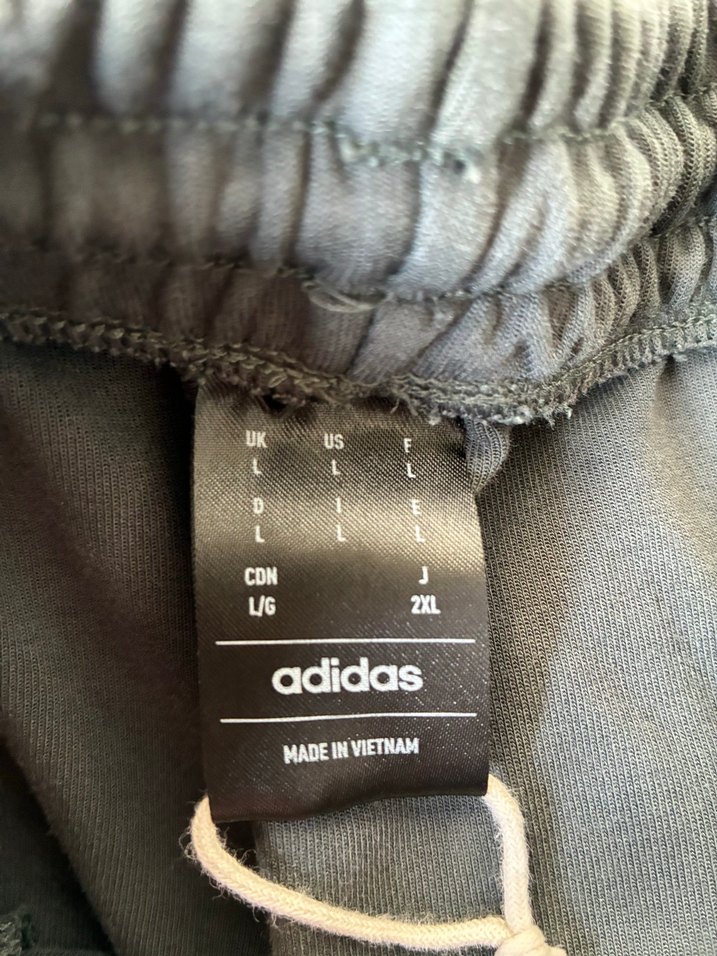 UK US F
L L L
D I E
L L L
CDN J
L/G 2XL
adidas
MADE IN VIETNAM